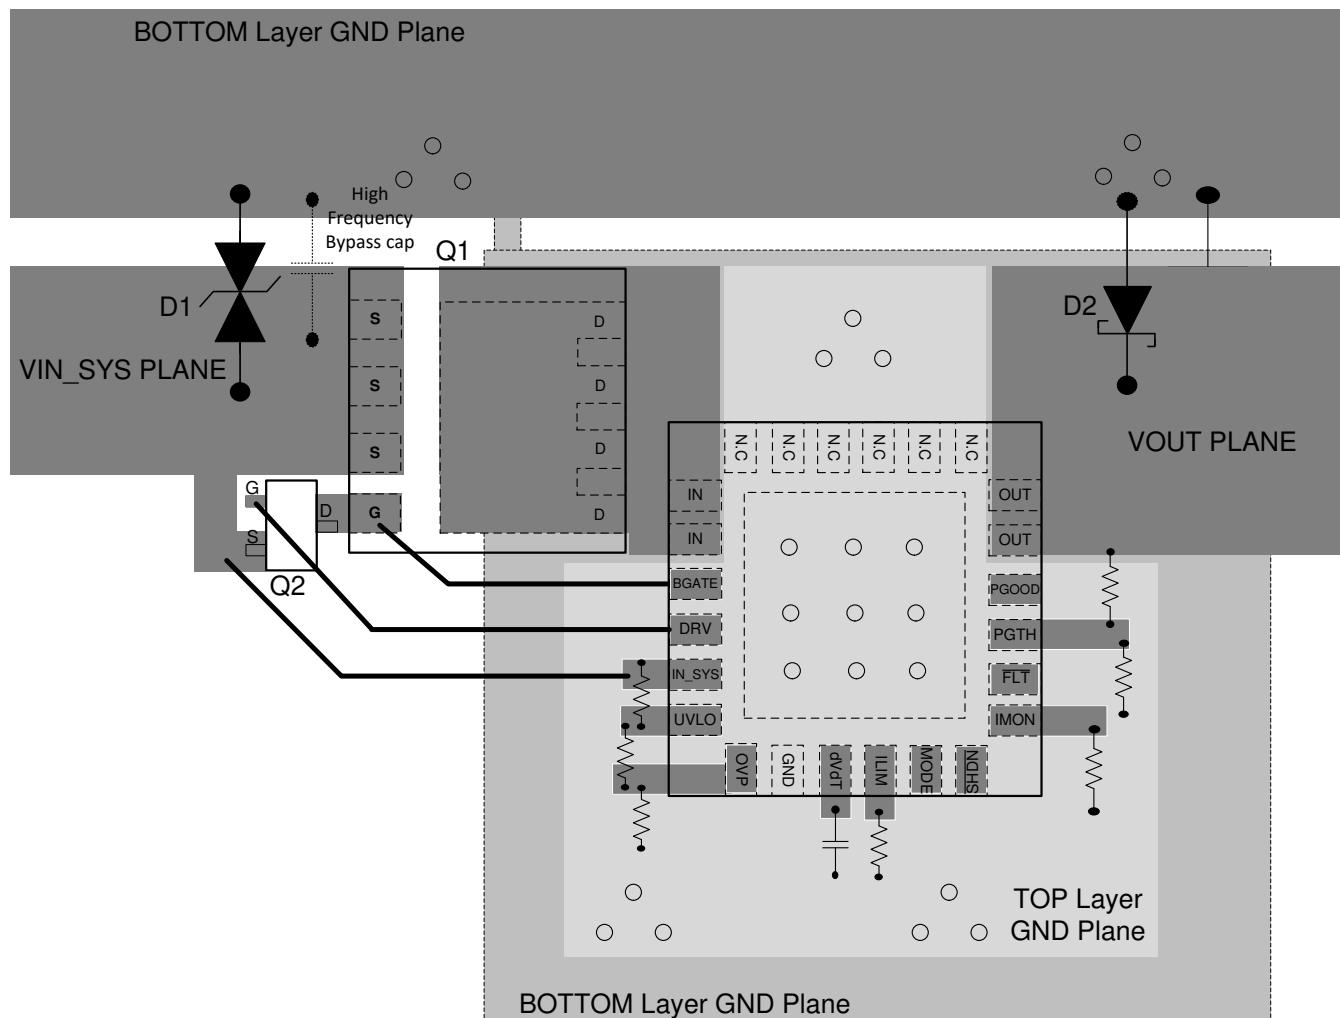 BOTTOM Layer GND Plane
High
Frequency
Bypass cap
Q1
D1
D2
S
D
VIN_SYS PLANE
S
D
VOUT PLANE
S
D
N.C
N.C
N.C
N.C
N.C
N.C
G
D
G
D
IN
OUT
S
IN
OUT
Q2
BGATE
PGOOD
DRV
PGTH
IN_SYS
FLT
UVLO
IMON
OVP
GND
dVdT
ILIM
MODE
SHDN
TOP Layer
GND Plane
BOTTOM Layer GND Plane